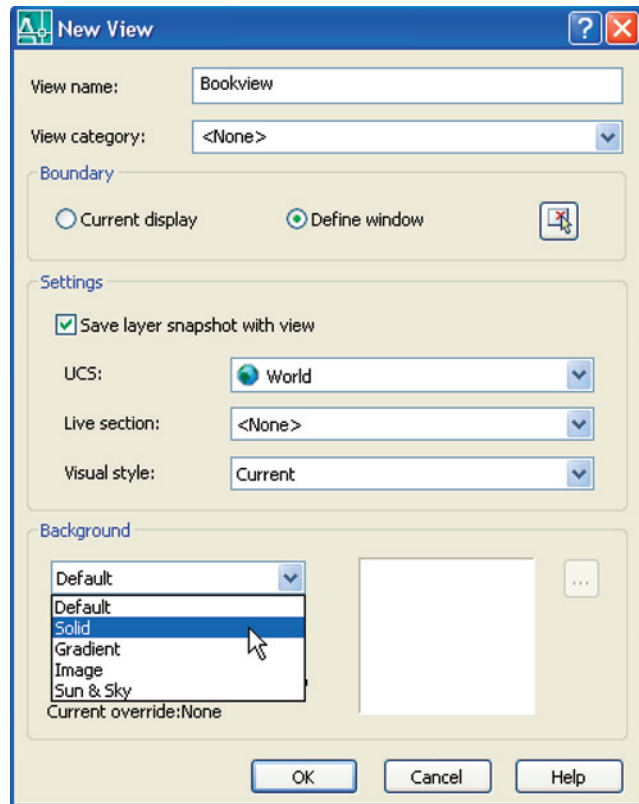 New View
View name: Bookview
View category: <None>
Boundary
Current display Define window
Settings
Save layer snapshot with view
UCS: World
Live section: <None>
Visual style: Current
Background
Default
Default
Solid
Gradient
Image
Sun & Sky
Current override:None
...
OK Cancel Help